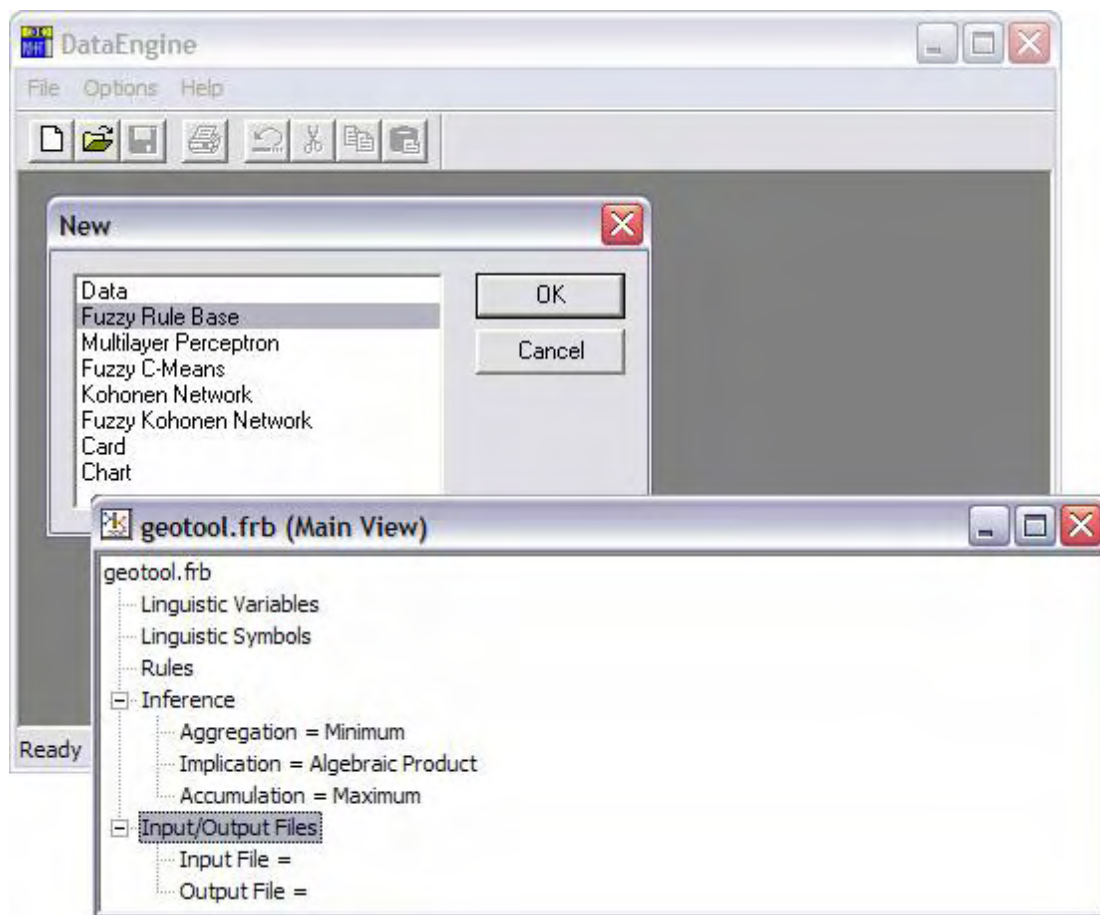 DataEngine
File Options Help
New
Data
Fuzzy Rule Base
Multilayer Perceptron
Fuzzy C-Means
Kohonen Network
Fuzzy Kohonen Network
Card
Chart
OK
Cancel
geotool.frb (Main View)
geotool.frb
Linguistic Variables
Linguistic Symbols
Rules
Inference
Aggregation = Minimum
Implication = Algebraic Product
Accumulation = Maximum
Input/Output Files
Input File =
Output File =
Ready